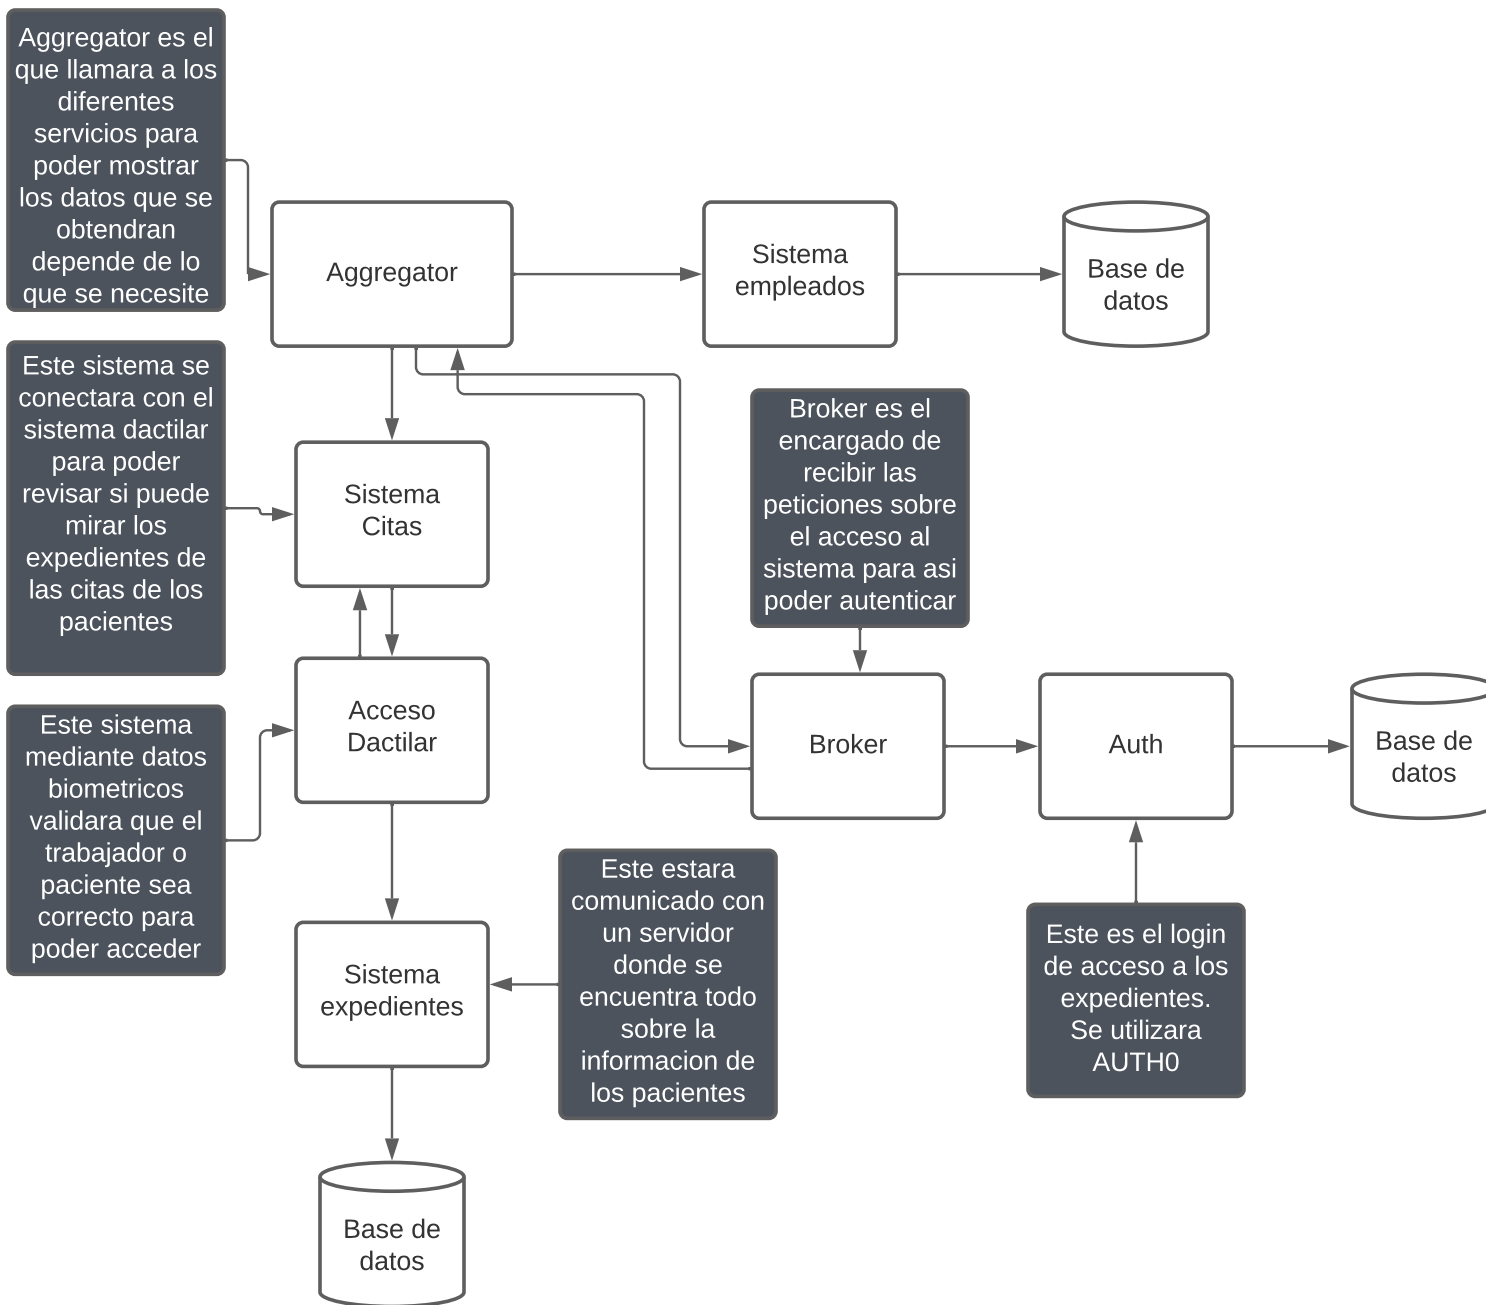 Aggregator es el
que llamara a los
diferentes
servicios para
poder mostrar
los datos que se
obtendran
depende de lo
que se necesite
Aggregator
Sistema
empleados
Base de
datos
Este sistema se
conectara con el
sistema dactilar
para poder
revisar si puede
mirar los
expedientes de
las citas de los
pacientes
Sistema
Citas
Broker es el
encargado de
recibir las
peticiones sobre
el acceso al
sistema para asi
poder autenticar
Este sistema
mediante datos
biometricos
validara que el
trabajador o
paciente sea
correcto para
poder acceder
Acceso
Dactilar
Broker
Auth
Base de
datos
Sistema
expedientes
Este estara
comunicado con
un servidor
donde se
encuentra todo
sobre la
informacion de
los pacientes
Este es el login
de acceso a los
expedientes.
Se utilizara
AUTH0
Base de
datos